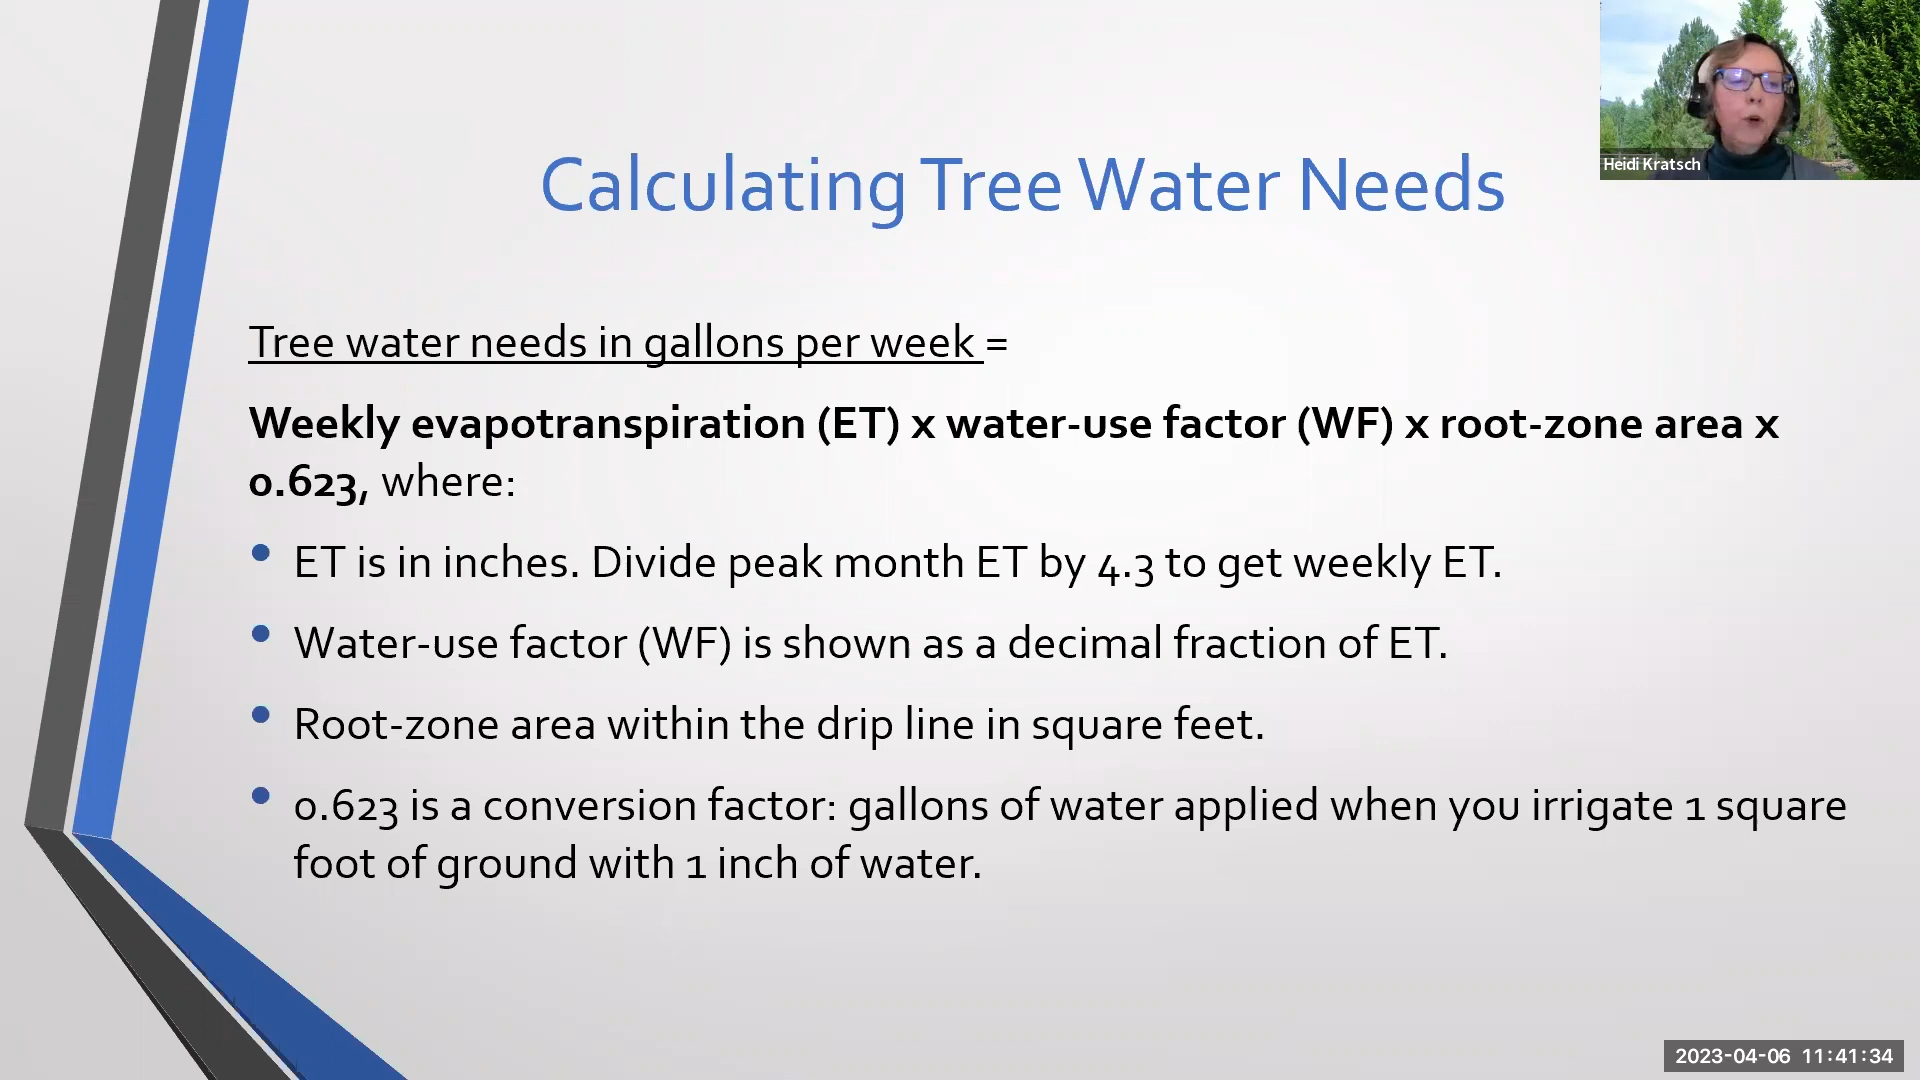 Heidi Kratsch
Calculating Tree Water Needs
Tree water needs in gallons per week =
Weekly evapotranspiration (ET) x water-use factor (WF) x root-zone area x
0.623, where:
• ET is in inches. Divide peak month ET by 4.3 to get weekly ET.
• Water-use factor (WF) is shown as a decimal fraction of ET.
• Root-zone area within the drip line in square feet.
• 0.623 is a conversion factor: gallons of water applied when you irrigate 1 square
foot of ground with 1 inch of water.
2023-04-06 11:41:34